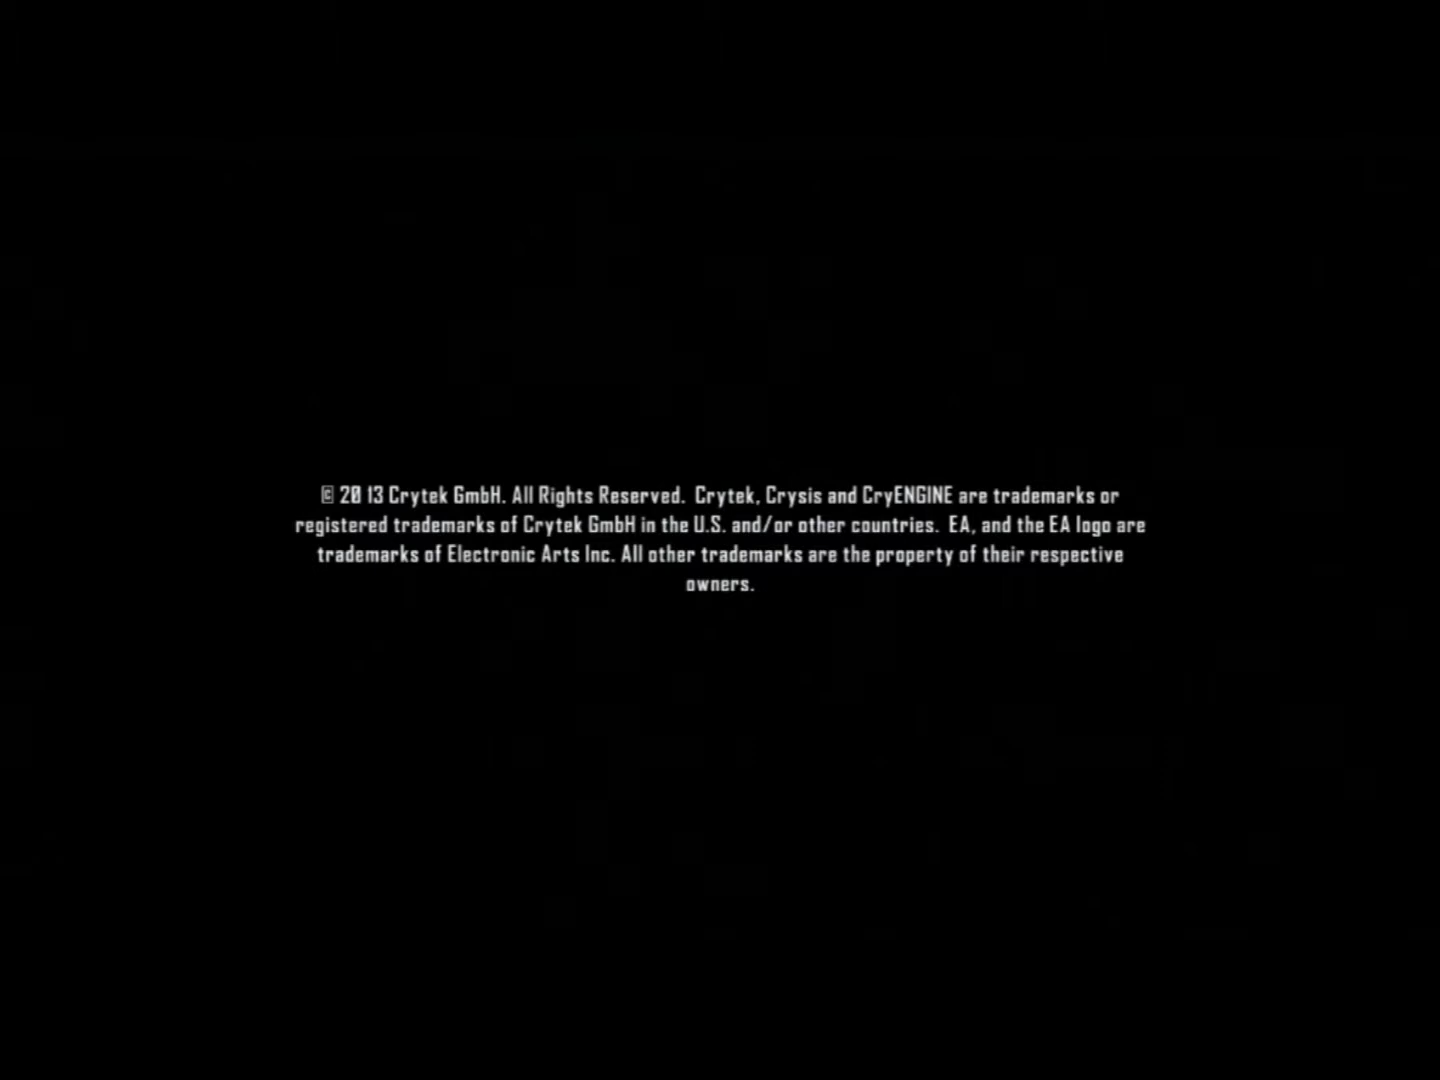 © 2013 Crytek GmbH. All Rights Reserved.  Crytek, Crysis and CryENGINE are trademarks or
registered trademarks of Crytek GmbH in the U.S. and/or other countries.  EA, and the EA logo are
trademarks of Electronic Arts Inc. All other trademarks are the property of their respective
owners.